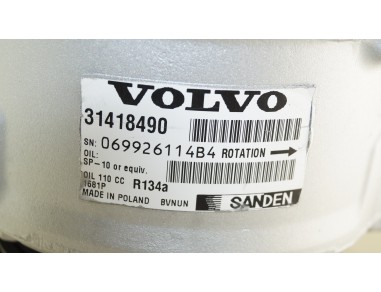 VOLVO
31418490
SN: 069926114B4 ROTATION
OIL:
SP-10 or equiv.
OIL 110 CC R134a
1681P
MADE IN POLAND BVNUN
SANDEN